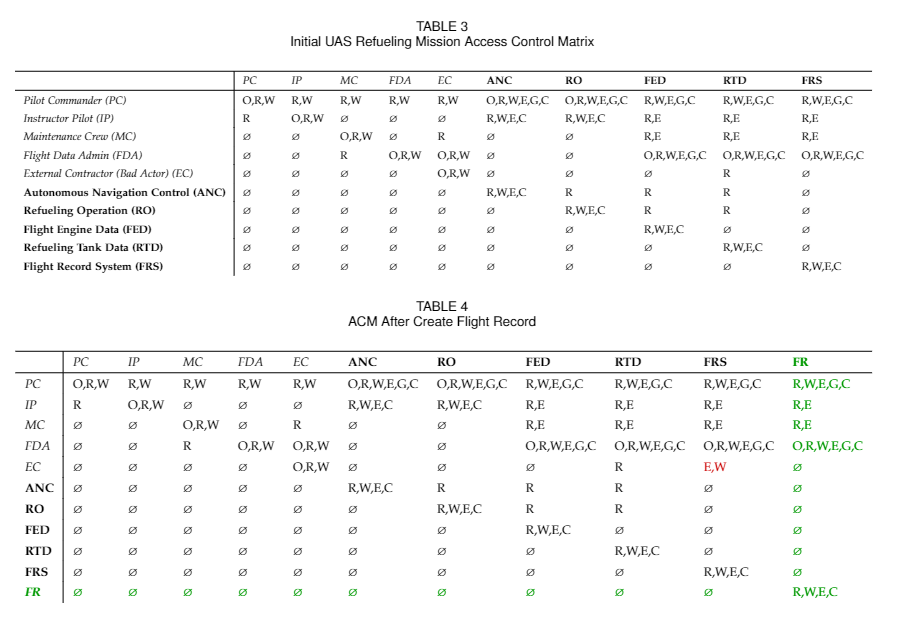 TABLE 3
Initial UAS Refueling Mission Access Control Matrix
PC IP MC FDA EC ANC RO FED RTD FRS
Pilot Commander (PC) O,R,W R,W R,W R,W R,W O,R,W,E,G,C O,R,W,E,G,C R,W,E,G,C R,W,E,G,C R,W,E,G,C
Instructor Pilot (IP) R O,R,W ∅ ∅ ∅ R,W,E,C R,W,E,C R,E R,E R,E
Maintenance Crew (MC) ∅ ∅ O,R,W ∅ R ∅ ∅ R,E R,E R,E
Flight Data Admin (FDA) ∅ ∅ R O,R,W O,R,W ∅ ∅ O,R,W,E,G,C O,R,W,E,G,C O,R,W,E,G,C
External Contractor (Bad Actor) (EC) ∅ ∅ ∅ ∅ O,R,W ∅ ∅ ∅ R ∅
Autonomous Navigation Control (ANC) ∅ ∅ ∅ ∅ ∅ R,W,E,C R R R ∅
Refueling Operation (RO) ∅ ∅ ∅ ∅ ∅ ∅ R,W,E,C R R ∅
Flight Engine Data (FED) ∅ ∅ ∅ ∅ ∅ ∅ ∅ R,W,E,C ∅ ∅
Refueling Tank Data (RTD) ∅ ∅ ∅ ∅ ∅ ∅ ∅ ∅ R,W,E,C ∅
Flight Record System (FRS) ∅ ∅ ∅ ∅ ∅ ∅ ∅ ∅ ∅ R,W,E,C
TABLE 4
ACM After Create Flight Record
PC IP MC FDA EC ANC RO FED RTD FRS FR
PC O,R,W R,W R,W R,W R,W O,R,W,E,G,C O,R,W,E,G,C R,W,E,G,C R,W,E,G,C R,W,E,G,C R,W,E,G,C
IP R O,R,W ∅ ∅ ∅ R,W,E,C R,W,E,C R,E R,E R,E R,E
MC ∅ ∅ O,R,W ∅ R ∅ ∅ R,E R,E R,E R,E
FDA ∅ ∅ R O,R,W O,R,W ∅ ∅ O,R,W,E,G,C O,R,W,E,G,C O,R,W,E,G,C O,R,W,E,G,C
EC ∅ ∅ ∅ ∅ O,R,W ∅ ∅ ∅ R E,W ∅
ANC ∅ ∅ ∅ ∅ ∅ R,W,E,C R R R ∅ ∅
RO ∅ ∅ ∅ ∅ ∅ ∅ R,W,E,C R R ∅ ∅
FED ∅ ∅ ∅ ∅ ∅ ∅ ∅ R,W,E,C ∅ ∅ ∅
RTD ∅ ∅ ∅ ∅ ∅ ∅ ∅ ∅ R,W,E,C ∅ ∅
FRS ∅ ∅ ∅ ∅ ∅ ∅ ∅ ∅ ∅ R,W,E,C ∅
FR ∅ ∅ ∅ ∅ ∅ ∅ ∅ ∅ ∅ ∅ R,W,E,C